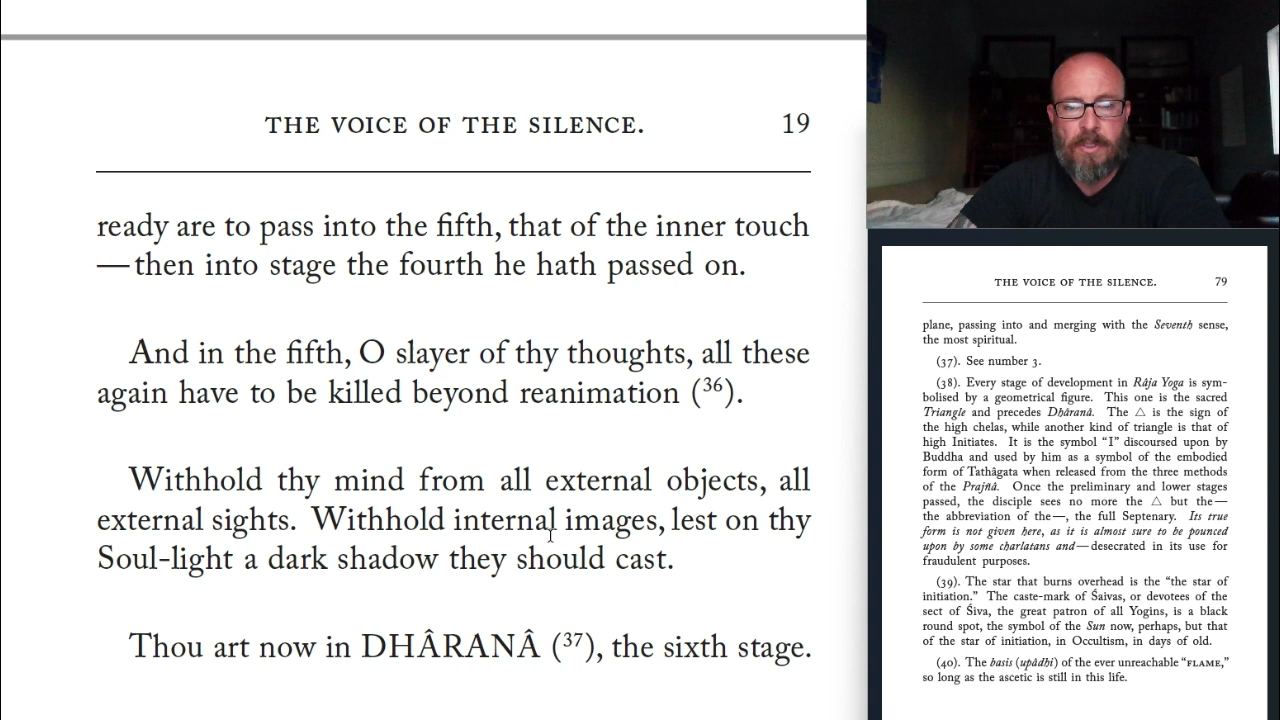 THE VOICE OF THE SILENCE. 19
ready are to pass into the fifth, that of the inner touch
—then into stage the fourth he hath passed on.
And in the fifth, O slayer of thy thoughts, all these
again have to be killed beyond reanimation (³⁶).
Withhold thy mind from all external objects, all
external sights. Withhold internal images, lest on thy
Soul-light a dark shadow they should cast.
Thou art now in DHÂRANÂ (³⁷), the sixth stage.
THE VOICE OF THE SILENCE. 79
plane, passing into and merging with the Seventh sense,
the most spiritual.
(37). See number 3.
(38). Every stage of development in Râja Yoga is sym-
bolised by a geometrical figure. This one is the sacred
Triangle and precedes Dhâranâ. The △ is the sign of
the high chelas, while another kind of triangle is that of
high Initiates. It is the symbol “I” discoursed upon by
Buddha and used by him as a symbol of the embodied
form of Tathâgata when released from the three methods
of the Prajñâ. Once the preliminary and lower stages
passed, the disciple sees no more the △ but the—
the abbreviation of the—, the full Septenary. Its true
form is not given here, as it is almost sure to be pounced
upon by some charlatans and—desecrated in its use for
fraudulent purposes.
(39). The star that burns overhead is the “the star of
initiation.” The caste-mark of Śaivas, or devotees of the
sect of Śiva, the great patron of all Yogins, is a black
round spot, the symbol of the Sun now, perhaps, but that
of the star of initiation, in Occultism, in days of old.
(40). The basis (upâdhi) of the ever unreachable “FLAME,”
so long as the ascetic is still in this life.